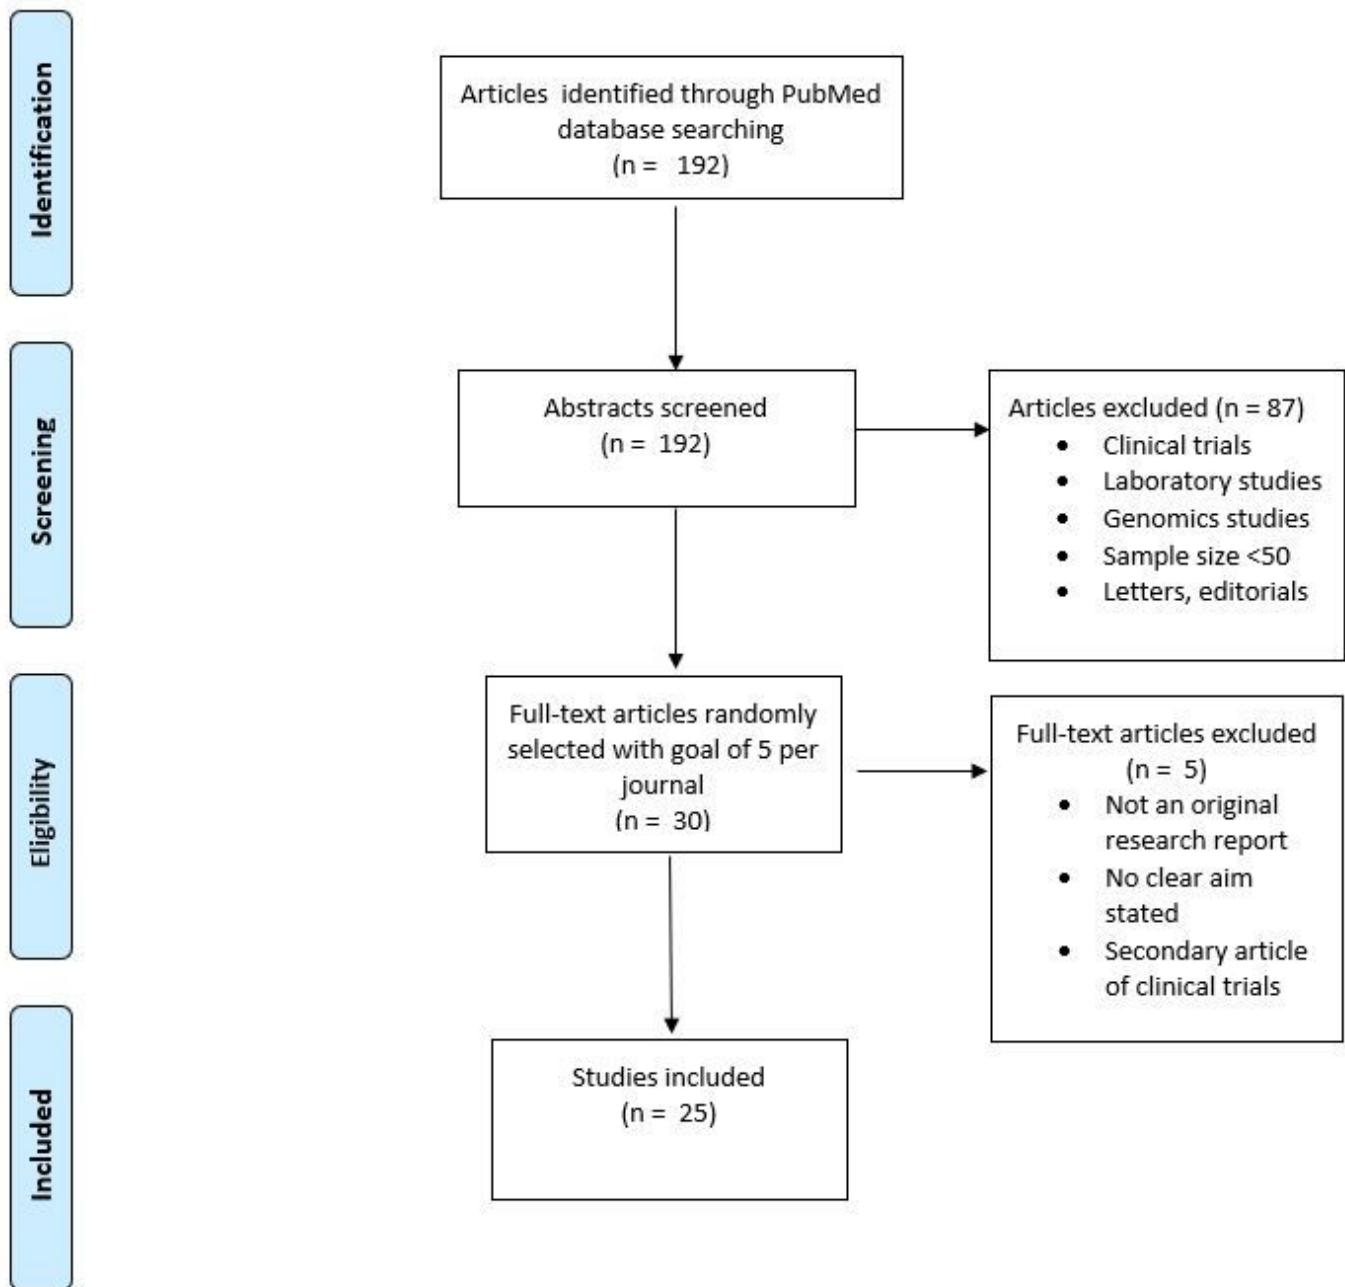 Identification
Articles identified through PubMed
database searching
(n = 192)
Screening
Abstracts screened
(n = 192)
Articles excluded (n = 87)
• Clinical trials
• Laboratory studies
• Genomics studies
• Sample size <50
• Letters, editorials
Eligibility
Full-text articles randomly
selected with goal of 5 per
journal
(n = 30)
Full-text articles excluded
(n = 5)
• Not an original
research report
• No clear aim
stated
• Secondary article
of clinical trials
Included
Studies included
(n = 25)